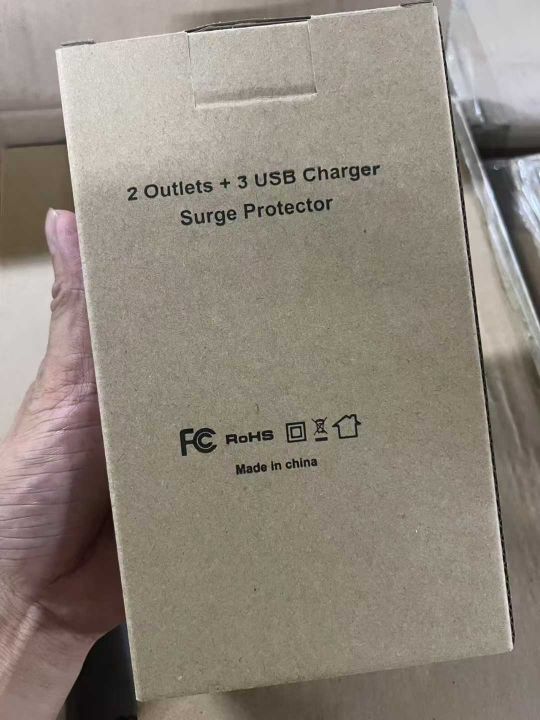 2 Outlets + 3 USB Charger
Surge Protector
FC RoHS
Made in china